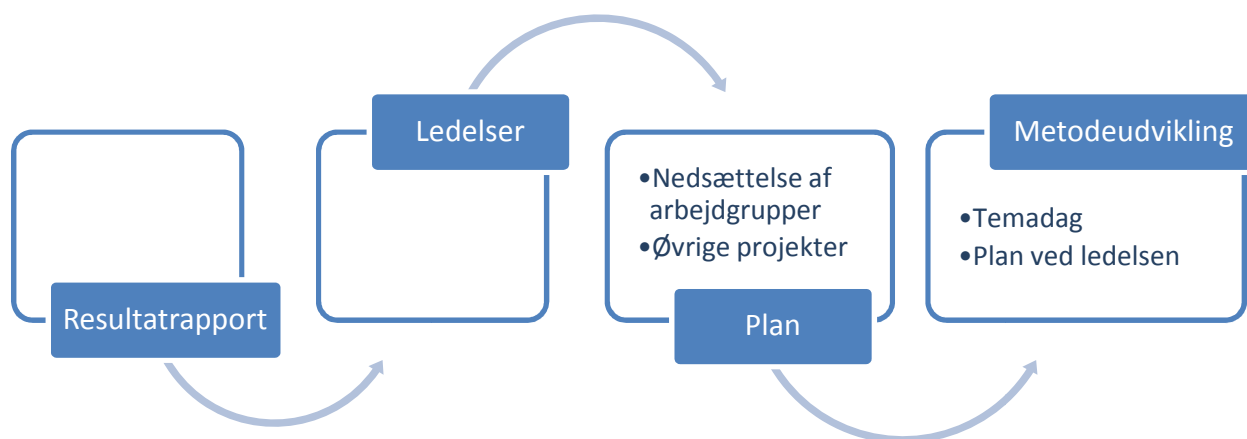 Resultatrapport
Ledelser
•Nedsættelse af
arbejdgrupper
•Øvrige projekter
Plan
Metodeudvikling
•Temadag
•Plan ved ledelsen